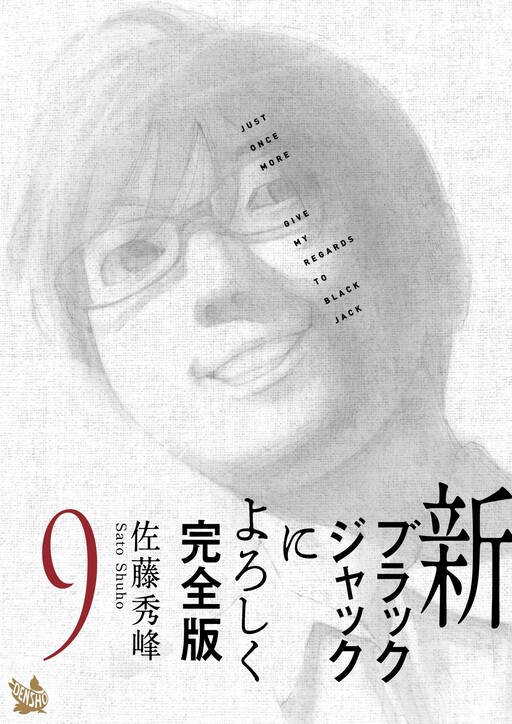 JUST
ONCE
MORE
GIVE
MY
REGARDS
TO
BLACK
JACK
新
ブラック
ジャック
に
よろしく
完全版
佐藤秀峰
Sato Shuho
9
DENSHO